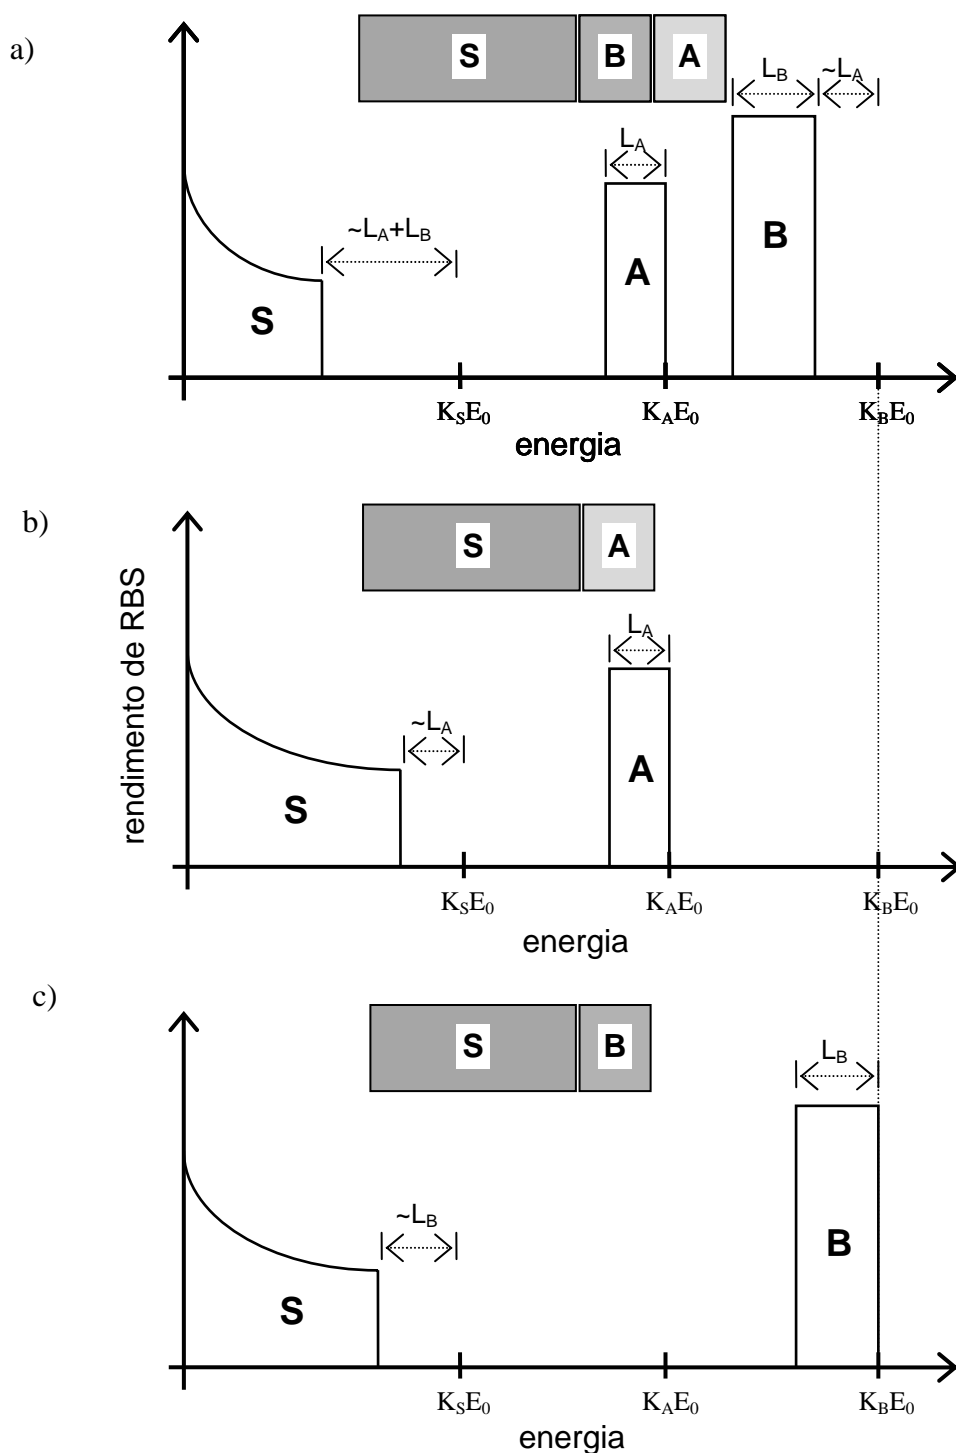 a)
S B A
L_B ~L_A
L_A
~L_A+L_B
B
A
S
K_SE_0 K_AE_0 K_BE_0
energia
b)
S A
L_A
~L_A
A
S
rendimento de RBS
K_SE_0 K_AE_0 K_BE_0
energia
c)
S B
L_B
~L_B
B
S
K_SE_0 K_AE_0 K_BE_0
energia